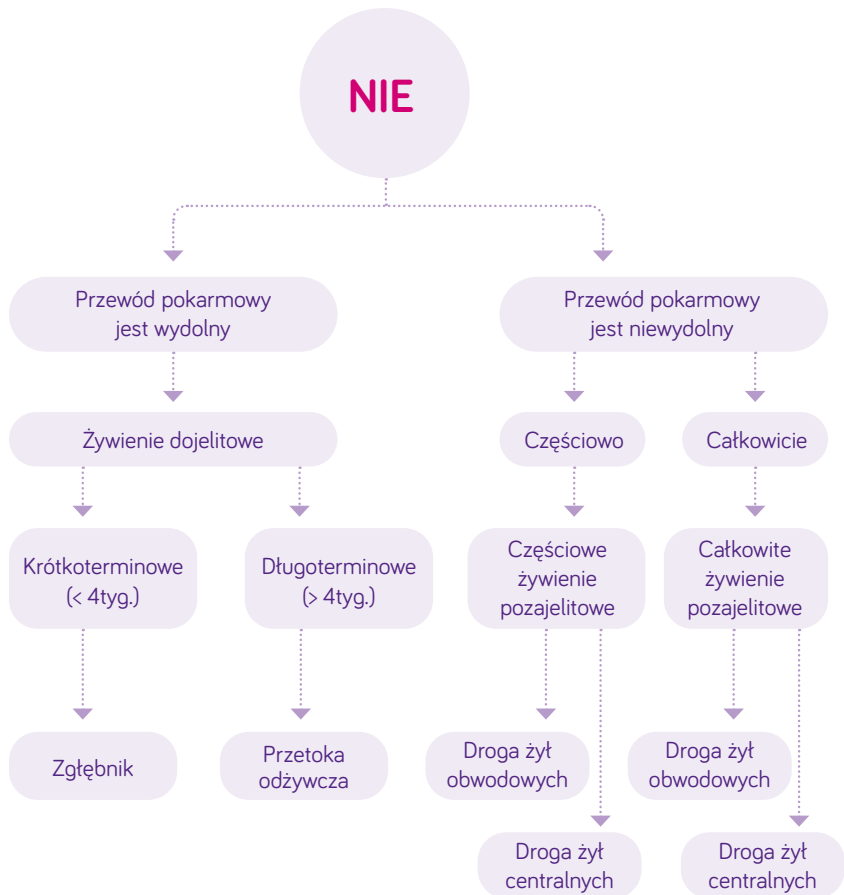 NIE
Przewód pokarmowy
jest wydolny
Przewód pokarmowy
jest niewydolny
Żywienie dojelitowe
Częściowo
Całkowicie
Krótkoterminowe
(< 4tyg.)
Długoterminowe
(> 4tyg.)
Częściowe
żywienie
pozajelitowe
Całkowite
żywienie
pozajelitowe
Zgłębnik
Przetoka
odżywcza
Droga żył
obwodowych
Droga żył
obwodowych
Droga żył
centralnych
Droga żył
centralnych